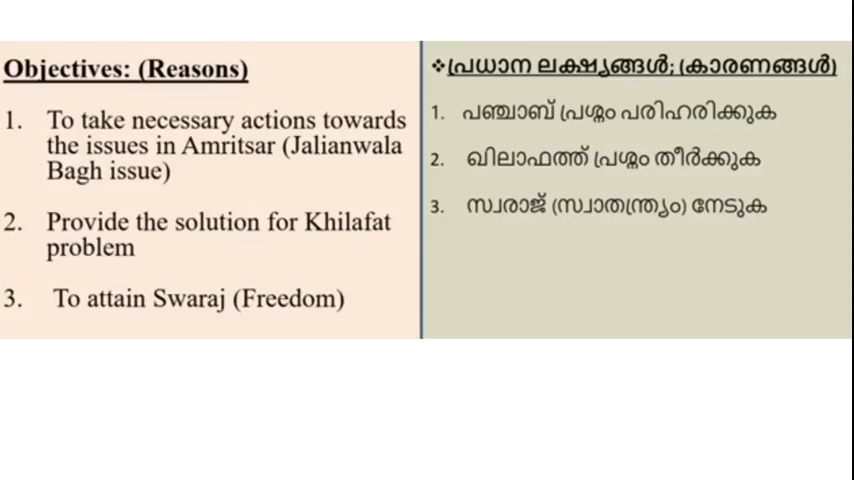 Objectives: (Reasons)
1. To take necessary actions towards
the issues in Amritsar (Jalianwala
Bagh issue)
2. Provide the solution for Khilafat
problem
3. To attain Swaraj (Freedom)
❖പ്രധാന ലക്ഷ്യങ്ങൾ; (കാരണങ്ങൾ)
1. പഞ്ചാബ് പ്രശ്നം പരിഹരിക്കുക
2. ഖിലാഫത്ത് പ്രശ്നം തീർക്കുക
3. സ്വരാജ് (സ്വാതന്ത്ര്യം) നേടുക